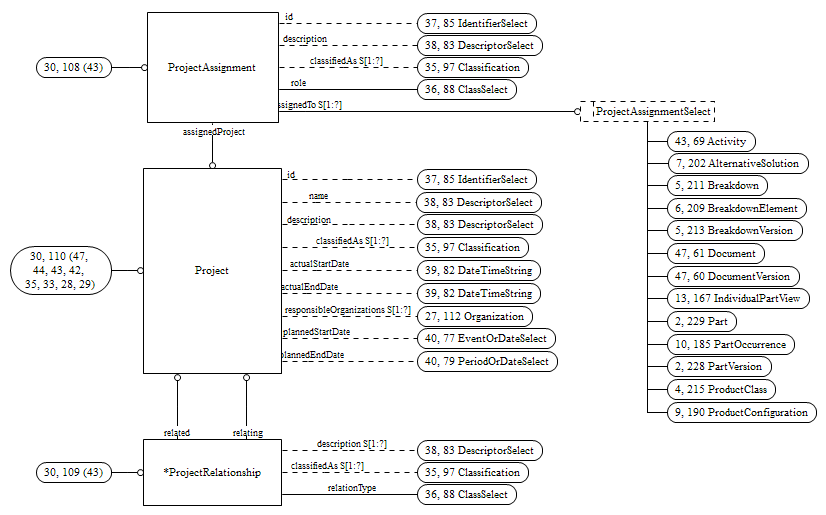 id
37, 85 IdentifierSelect
description
38, 83 DescriptorSelect
30, 108 (43)
ProjectAssignment
classifiedAs S[1:?]
35, 97 Classification
role
36, 88 ClassSelect
ssignedTo S[1:?]
ProjectAssignmentSelect
assignedProject
43, 69 Activity
7, 202 AlternativeSolution
5, 211 Breakdown
6, 209 BreakdownElement
5, 213 BreakdownVersion
47, 61 Document
47, 60 DocumentVersion
13, 167 IndividualPartView
2, 229 Part
10, 185 PartOccurrence
2, 228 PartVersion
4, 215 ProductClass
9, 190 ProductConfiguration
id
37, 85 IdentifierSelect
name
38, 83 DescriptorSelect
description
38, 83 DescriptorSelect
classifiedAs S[1:?]
35, 97 Classification
30, 110 (47,
44, 43, 42,
35, 33, 28, 29)
Project
actualStartDate
39, 82 DateTimeString
actualEndDate
39, 82 DateTimeString
responsibleOrganizations S[1:?]
27, 112 Organization
plannedStartDate
40, 77 EventOrDateSelect
plannedEndDate
40, 79 PeriodOrDateSelect
related
relating
description S[1:?]
38, 83 DescriptorSelect
30, 109 (43)
*ProjectRelationship
classifiedAs S[1:?]
35, 97 Classification
relationType
36, 88 ClassSelect